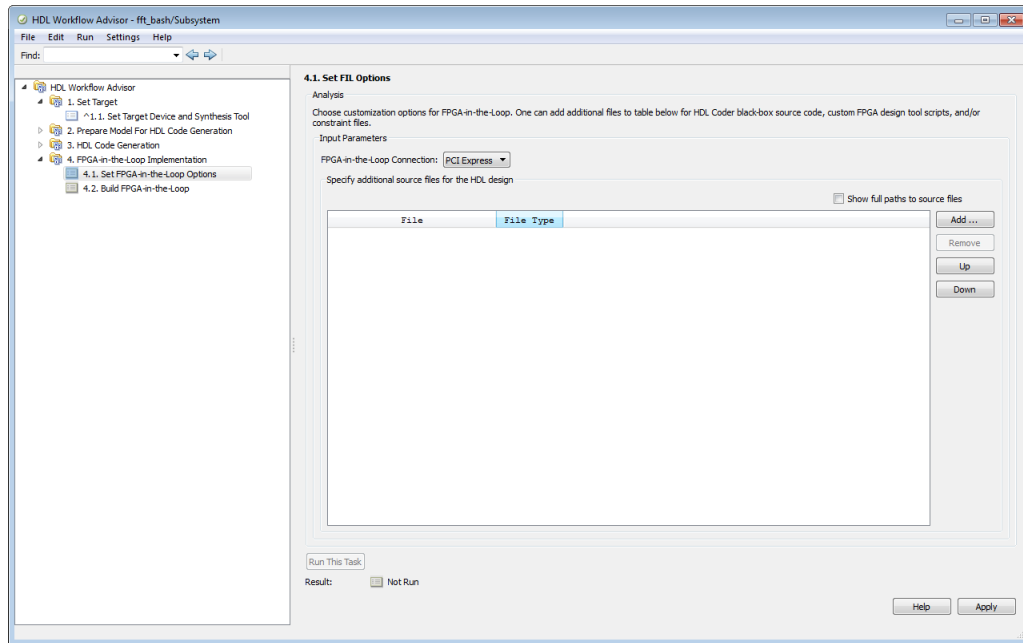 HDL Workflow Advisor - fft_bash/Subsystem
File Edit Run Settings Help
Find:
HDL Workflow Advisor
1. Set Target
^1.1. Set Target Device and Synthesis Tool
2. Prepare Model For HDL Code Generation
3. HDL Code Generation
4. FPGA-in-the-Loop Implementation
4.1. Set FPGA-in-the-Loop Options
4.2. Build FPGA-in-the-Loop
4.1. Set FIL Options
Analysis
Choose customization options for FPGA-in-the-Loop. One can add additional files to table below for HDL Coder black-box source code, custom FPGA design tool scripts, and/or
constraint files.
Input Parameters
FPGA-in-the-Loop Connection: PCI Express
Specify additional source files for the HDL design
Show full paths to source files
File File Type
Add ...
Remove
Up
Down
Run This Task
Result: Not Run
Help Apply